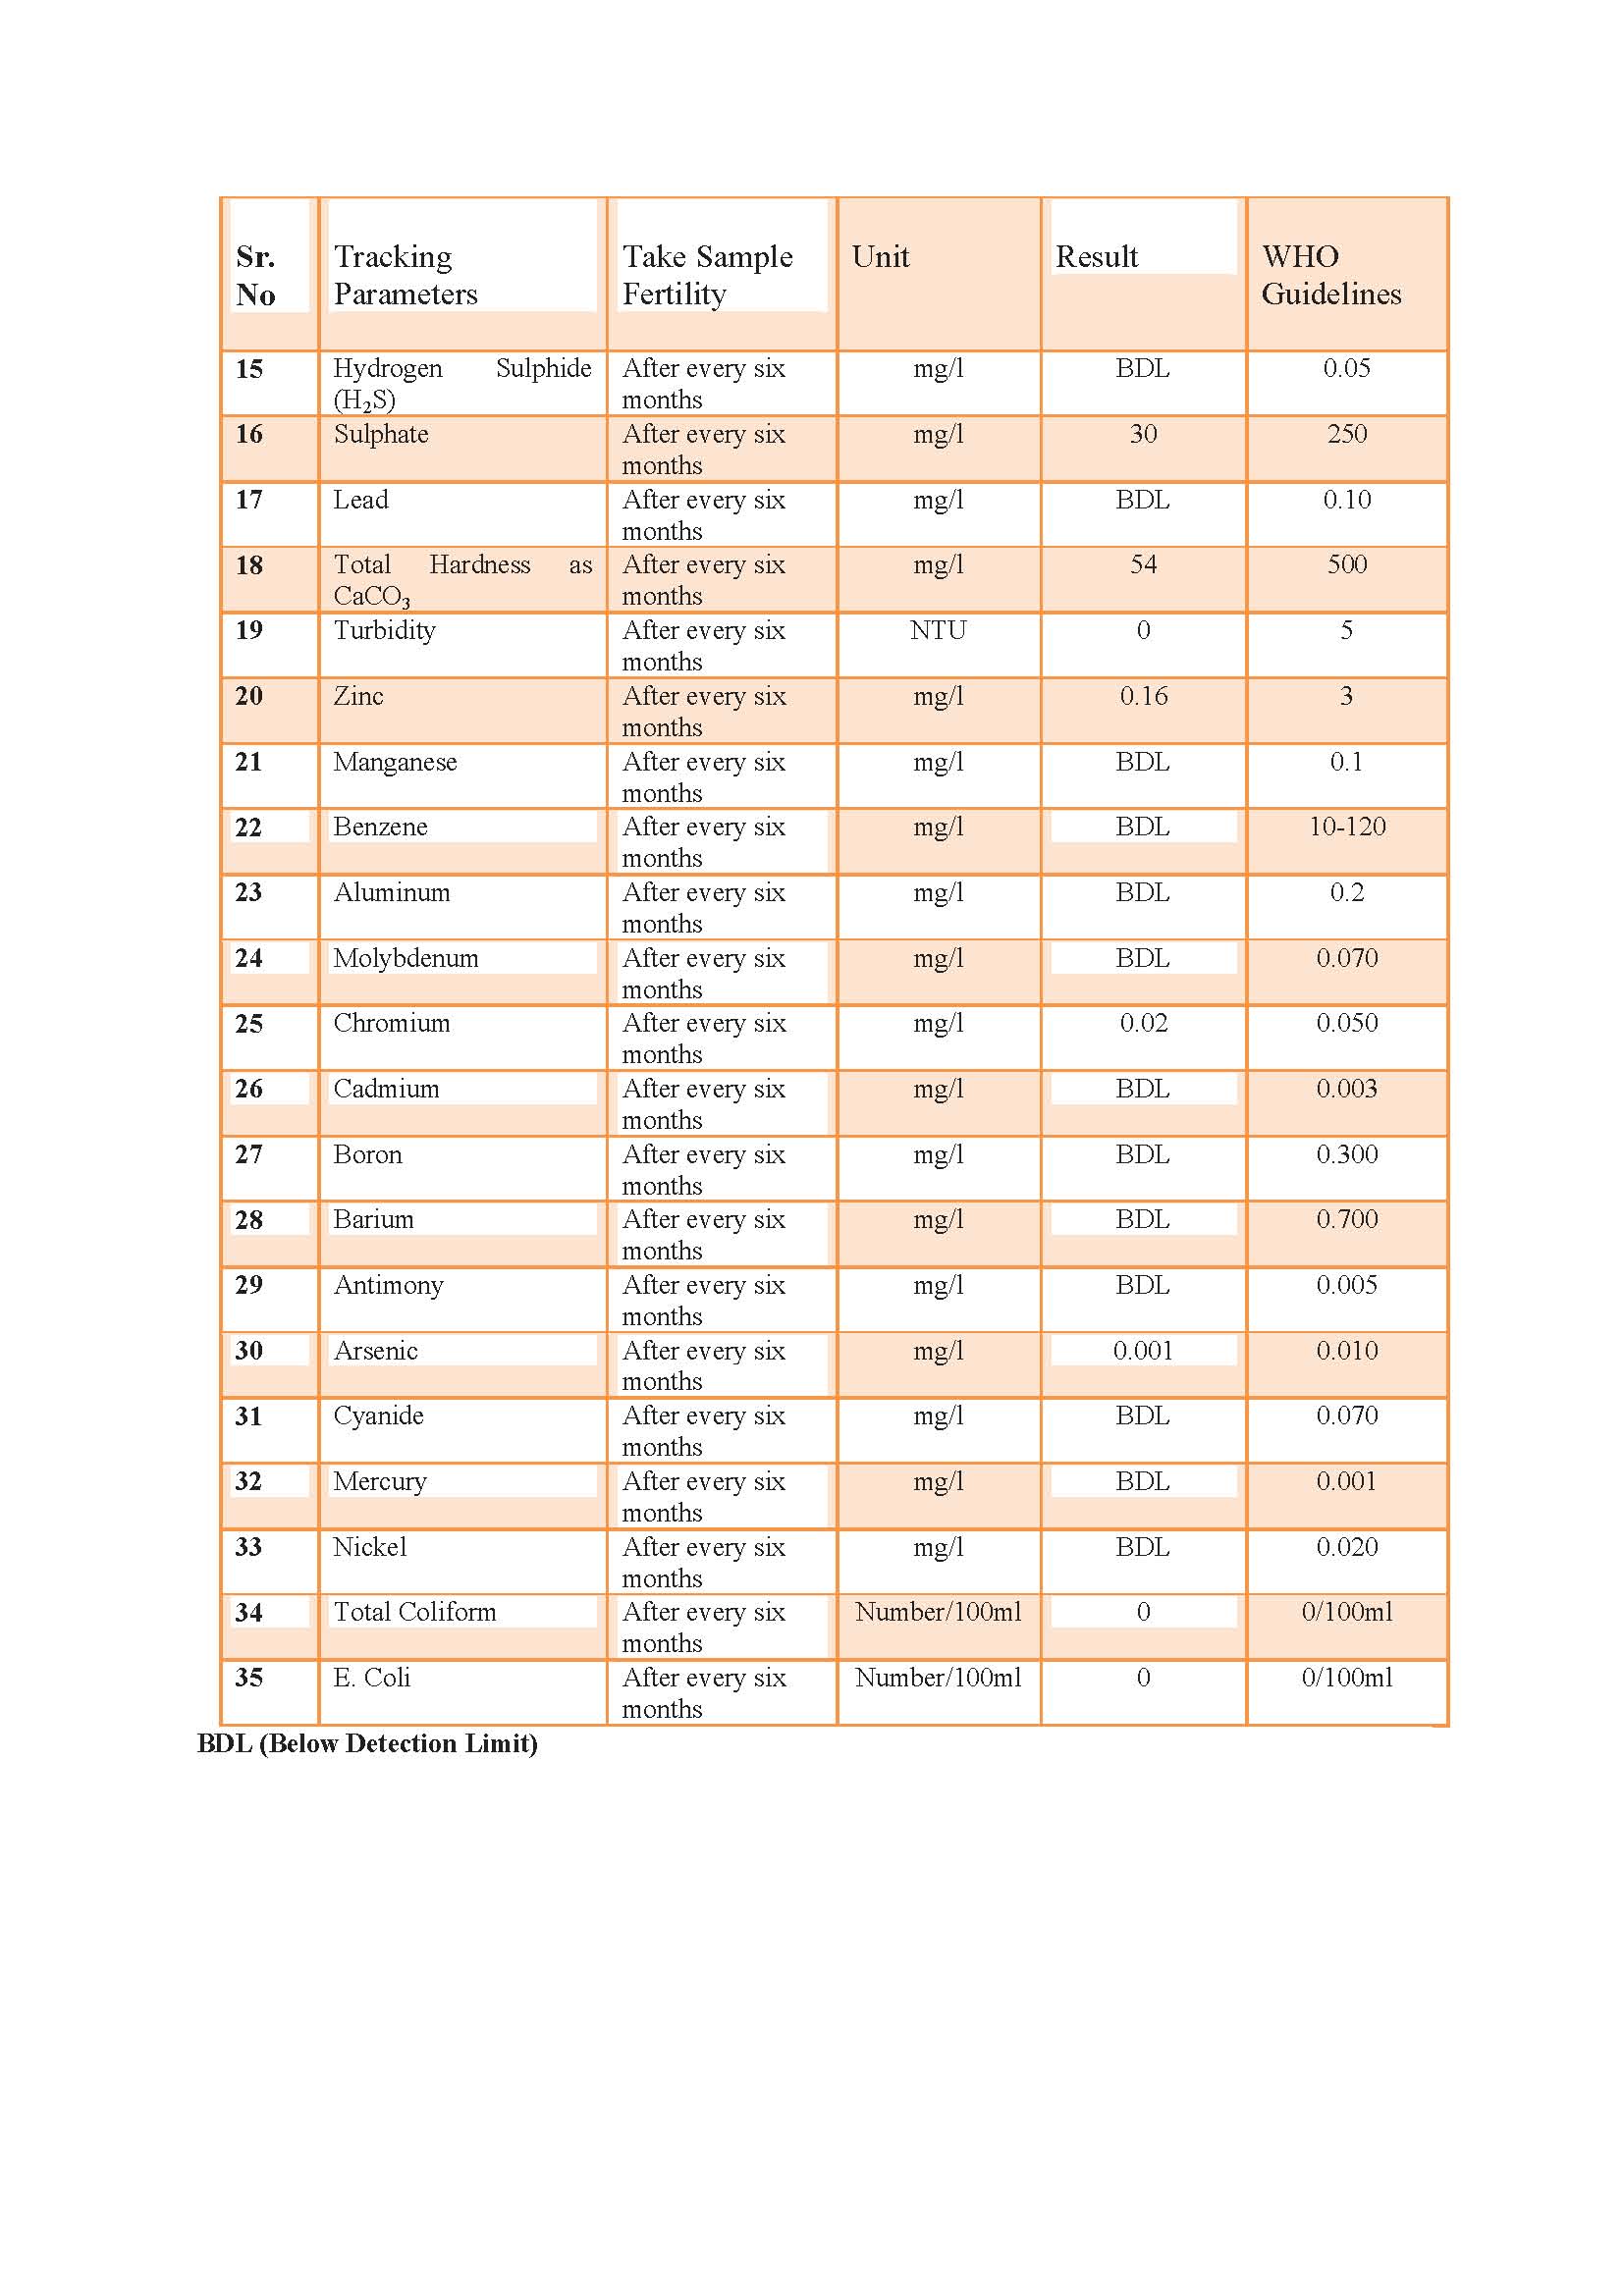 Sr. No Tracking Parameters Take Sample Fertility Unit Result WHO Guidelines
15 Hydrogen Sulphide (H₂S) After every six months mg/l BDL 0.05
16 Sulphate After every six months mg/l 30 250
17 Lead After every six months mg/l BDL 0.10
18 Total Hardness as CaCO₃ After every six months mg/l 54 500
19 Turbidity After every six months NTU 0 5
20 Zinc After every six months mg/l 0.16 3
21 Manganese After every six months mg/l BDL 0.1
22 Benzene After every six months mg/l BDL 10-120
23 Aluminum After every six months mg/l BDL 0.2
24 Molybdenum After every six months mg/l BDL 0.070
25 Chromium After every six months mg/l 0.02 0.050
26 Cadmium After every six months mg/l BDL 0.003
27 Boron After every six months mg/l BDL 0.300
28 Barium After every six months mg/l BDL 0.700
29 Antimony After every six months mg/l BDL 0.005
30 Arsenic After every six months mg/l 0.001 0.010
31 Cyanide After every six months mg/l BDL 0.070
32 Mercury After every six months mg/l BDL 0.001
33 Nickel After every six months mg/l BDL 0.020
34 Total Coliform After every six months Number/100ml 0 0/100ml
35 E. Coli After every six months Number/100ml 0 0/100ml
BDL (Below Detection Limit)